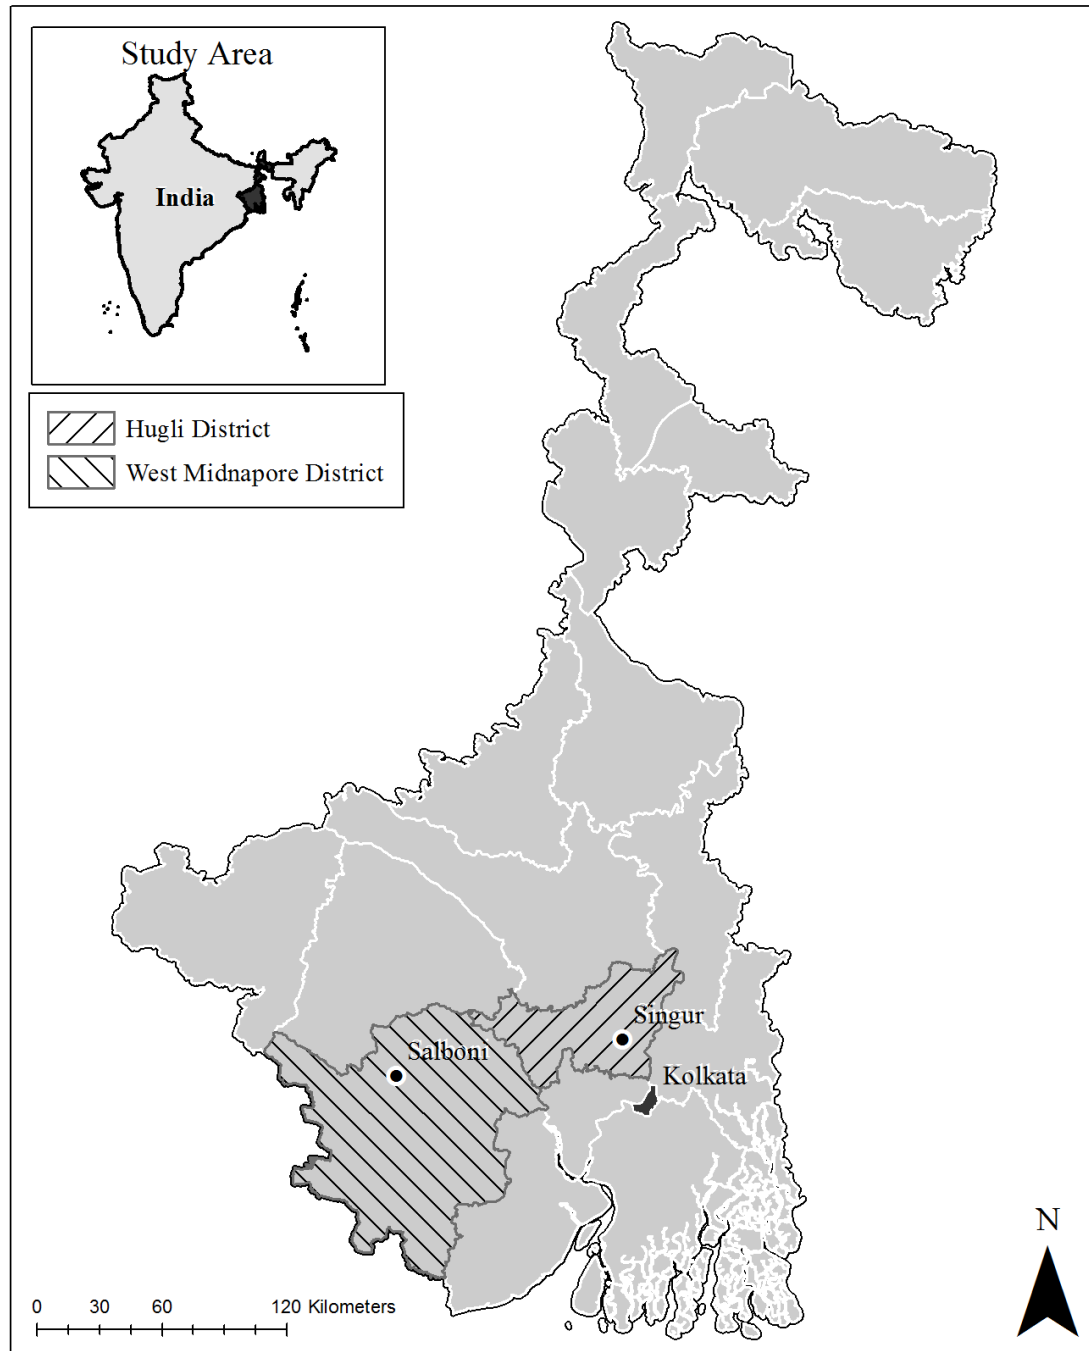 Study Area
India
Hugli District
West Midnapore District
Singur
Salboni
Kolkata
N
0 30 60 120 Kilometers